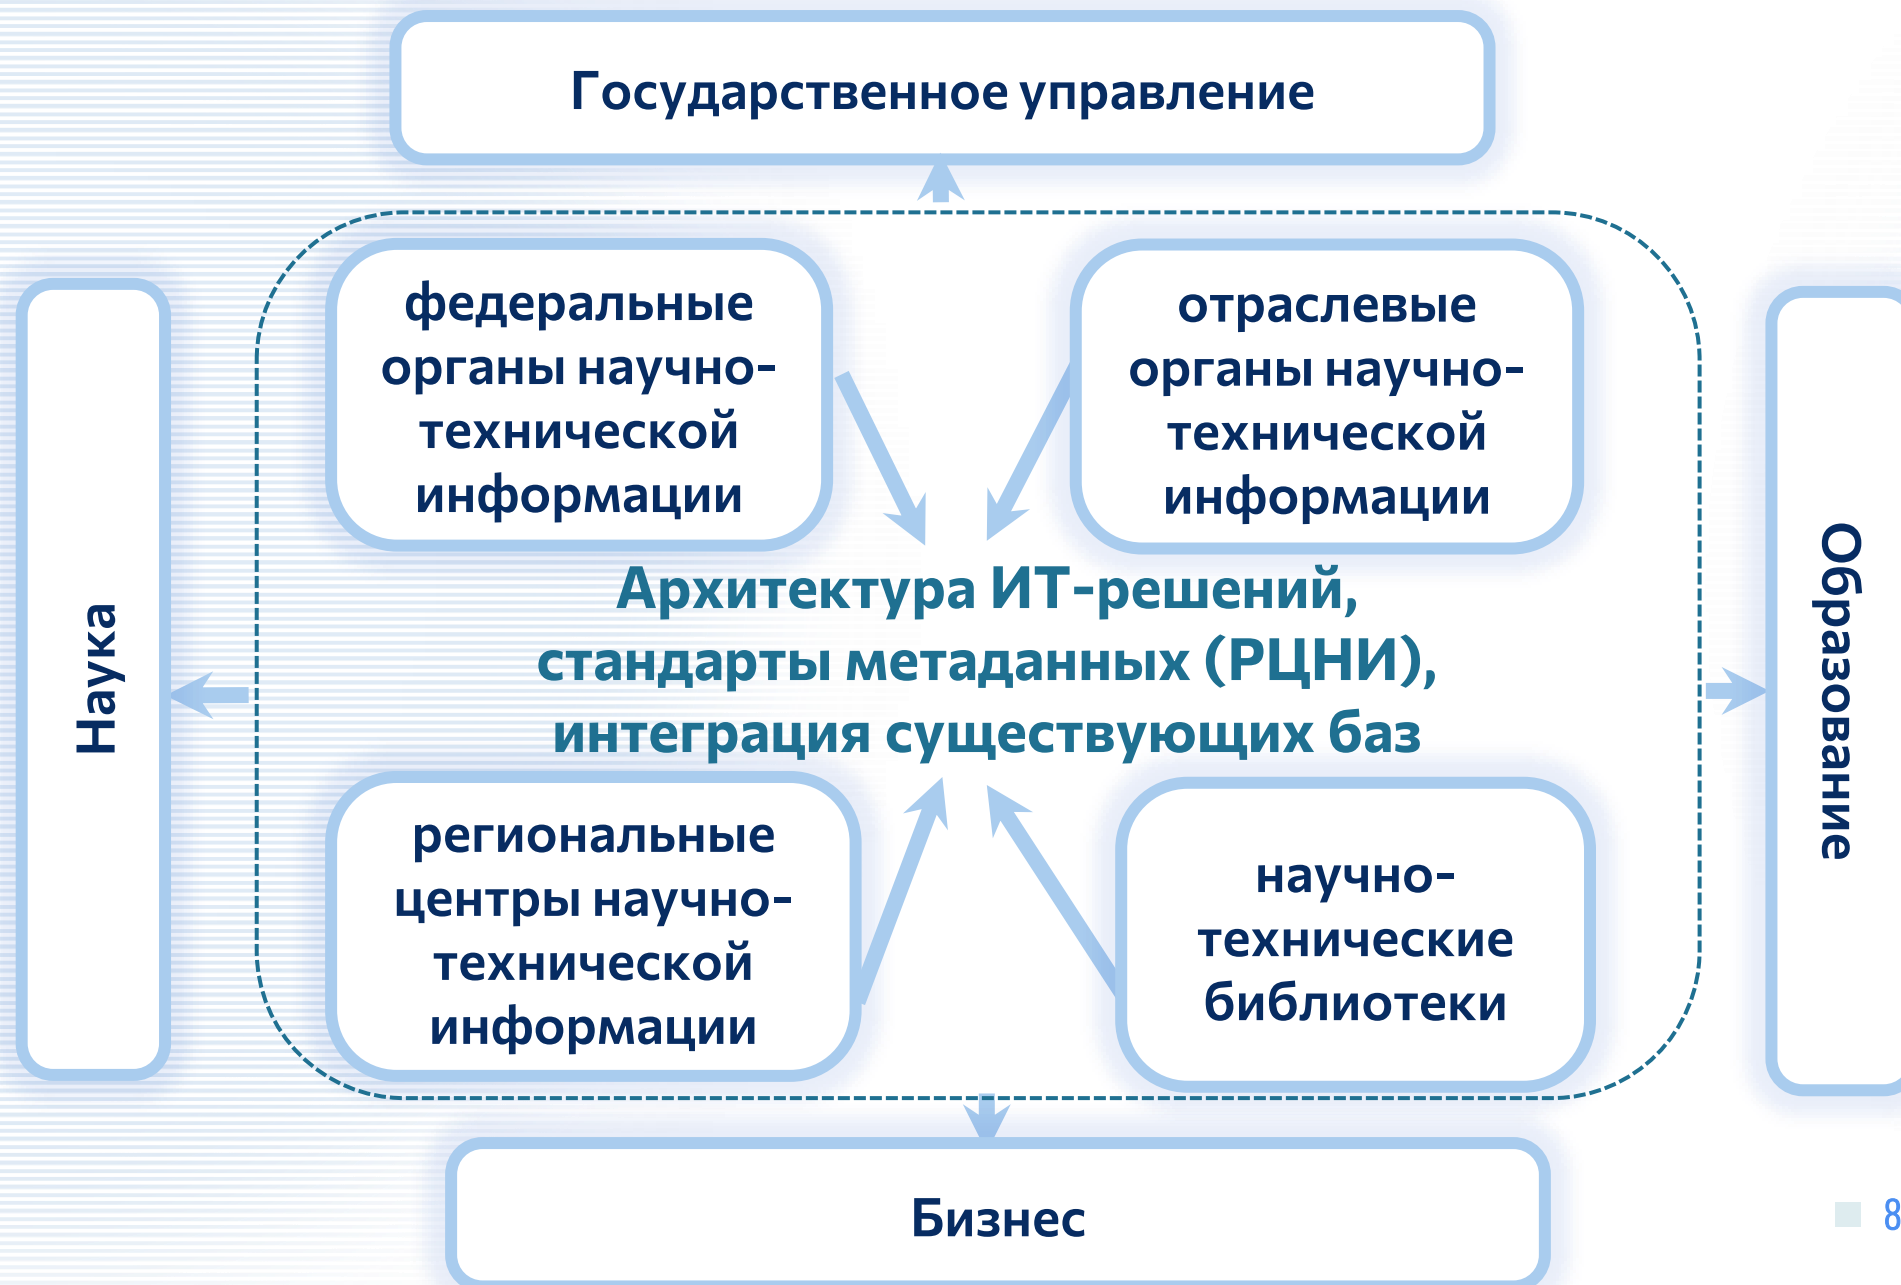 Государственное управление
федеральные
органы научно-
технической
информации
отраслевые
органы научно-
технической
информации
Наука
Архитектура ИТ-решений,
стандарты метаданных (РЦНИ),
интеграция существующих баз
Образование
региональные
центры научно-
технической
информации
научно-
технические
библиотеки
Бизнес
8